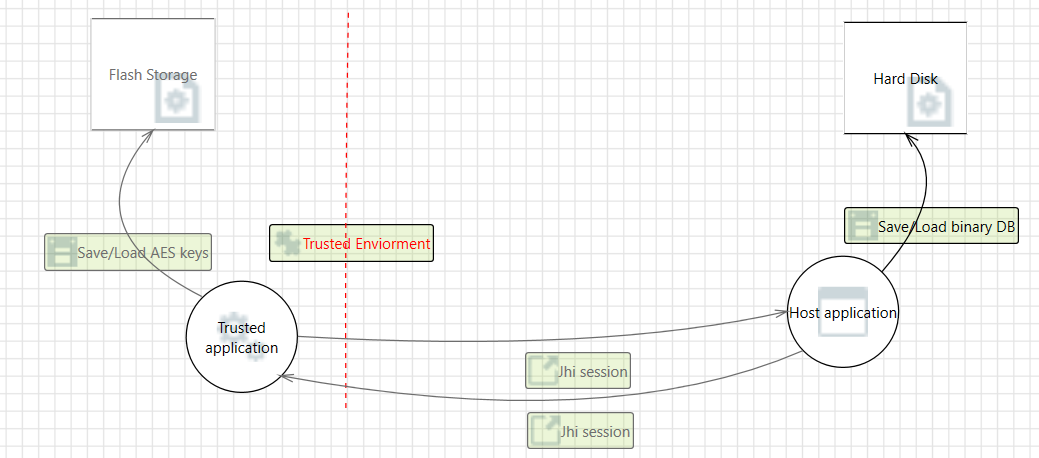 Flash Storage
Hard Disk
Save/Load AES keys
Trusted Enviorment
Save/Load binary DB
Trusted
application
Host application
Jhi session
Jhi session